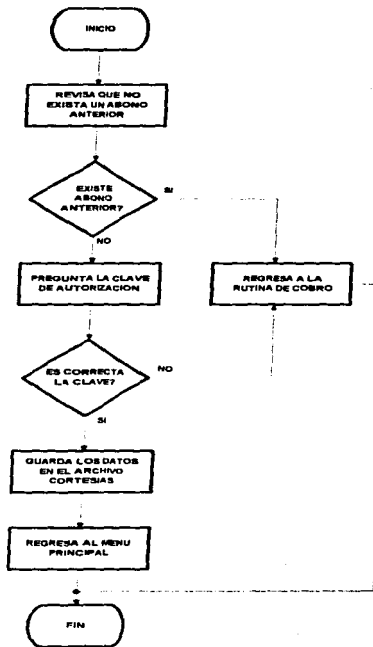 INICIO
REVISA QUE NO
EXISTA UN ABONO
ANTERIOR
EXISTE
ABONO
ANTERIOR?
SI
NO
PREGUNTA LA CLAVE
DE AUTORIZACION
REGRESA A LA
RUTINA DE COBRO
ES CORRECTA
LA CLAVE?
NO
SI
GUARDA LOS DATOS
EN EL ARCHIVO
CORTESIAS
REGRESA AL MENU
PRINCIPAL
FIN